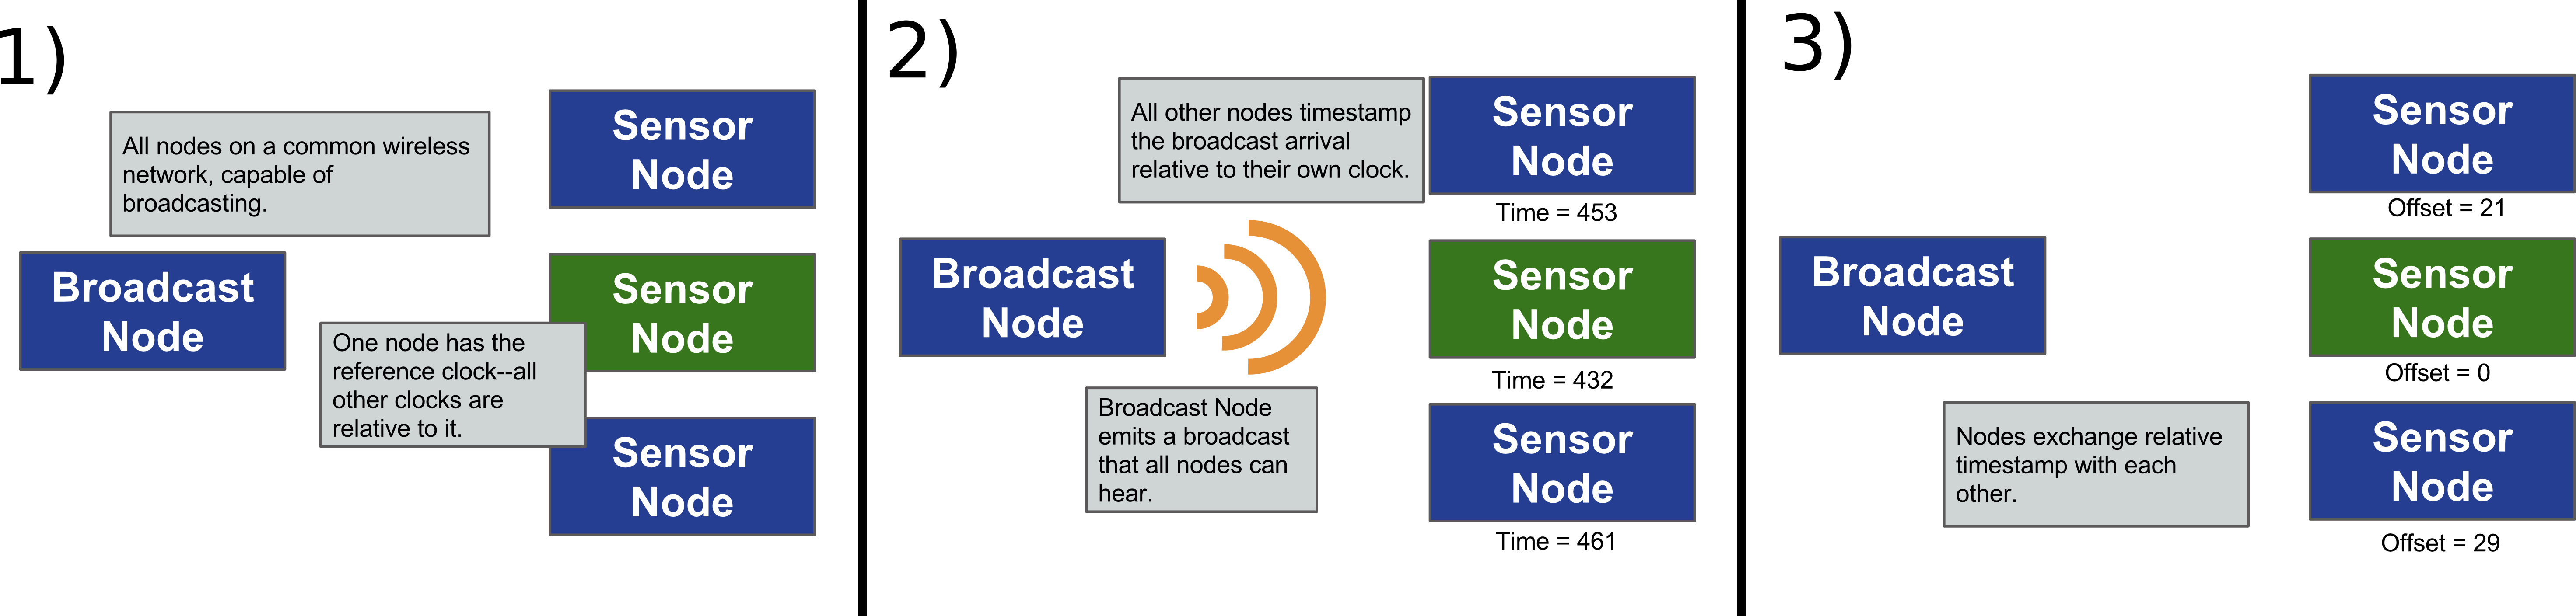 1)
All nodes on a common wireless
network, capable of
broadcasting.
Sensor
Node
Broadcast
Node
Sensor
Node
One node has the
reference clock--all
other clocks are
relative to it.
Sensor
Node
2)
All other nodes timestamp
the broadcast arrival
relative to their own clock.
Sensor
Node
Time = 453
Broadcast
Node
Sensor
Node
Time = 432
Broadcast Node
emits a broadcast
that all nodes can
hear.
Sensor
Node
Time = 461
3)
Sensor
Node
Offset = 21
Broadcast
Node
Sensor
Node
Offset = 0
Nodes exchange relative
timestamp with each
other.
Sensor
Node
Offset = 29